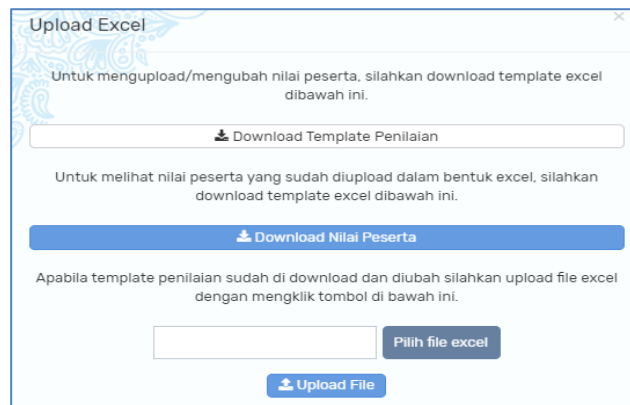 Upload Excel
Untuk mengupload/mengubah nilai peserta, silahkan download template excel
dibawah ini.
Download Template Penilaian
Untuk melihat nilai peserta yang sudah diupload dalam bentuk excel, silahkan
download template excel dibawah ini.
Download Nilai Peserta
Apabila template penilaian sudah di download dan diubah silahkan upload file excel
dengan mengklik tombol di bawah ini.
Pilih file excel
Upload File